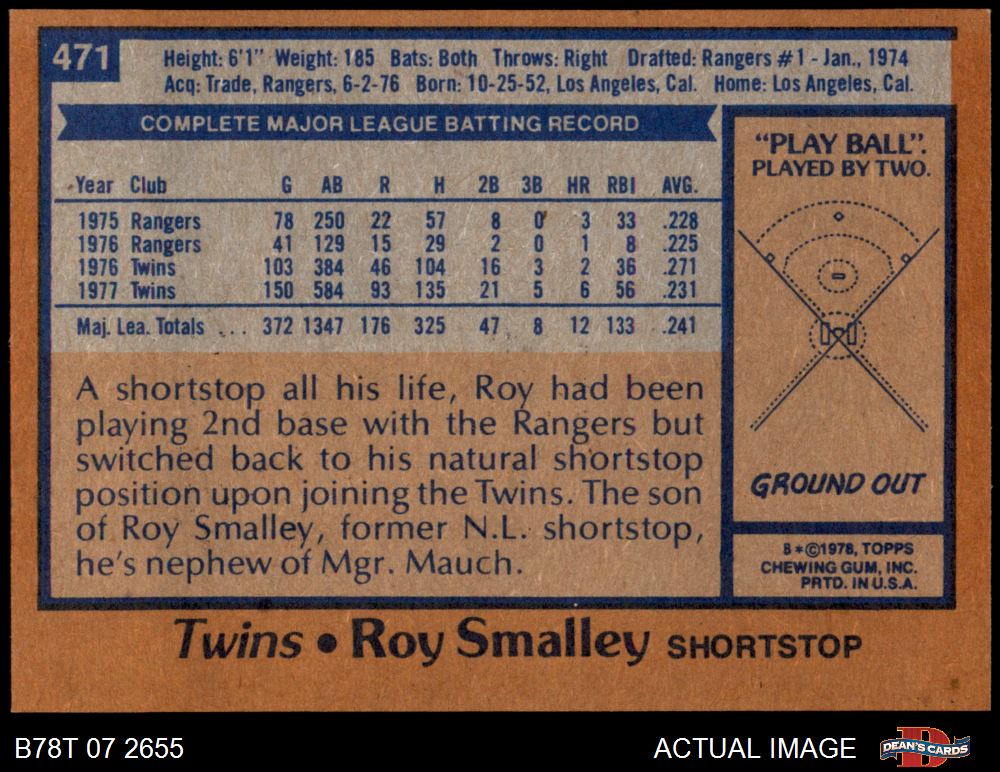 471
Height: 6'1" Weight: 185 Bats: Both Throws: Right Drafted: Rangers #1 - Jan., 1974
Acq: Trade, Rangers, 6-2-76 Born: 10-25-52, Los Angeles, Cal. Home: Los Angeles, Cal.
COMPLETE MAJOR LEAGUE BATTING RECORD
Year Club G AB R H 2B 3B HR RBI AVG.
1975 Rangers 78 250 22 57 8 0 3 33 .228
1976 Rangers 41 129 15 29 2 0 1 8 .225
1976 Twins 103 384 46 104 16 3 2 36 .271
1977 Twins 150 584 93 135 21 5 6 56 .231
Maj. Lea. Totals ... 372 1347 176 325 47 8 12 133 .241
A shortstop all his life, Roy had been
playing 2nd base with the Rangers but
switched back to his natural shortstop
position upon joining the Twins. The son
of Roy Smalley, former N.L. shortstop,
he's nephew of Mgr. Mauch.
"PLAY BALL".
PLAYED BY TWO.
GROUND OUT
8*©1978, TOPPS
CHEWING GUM, INC.
PRTD. IN U.S.A.
Twins • Roy Smalley SHORTSTOP
B78T 07 2655
ACTUAL IMAGE
D
DEAN'S CARDS